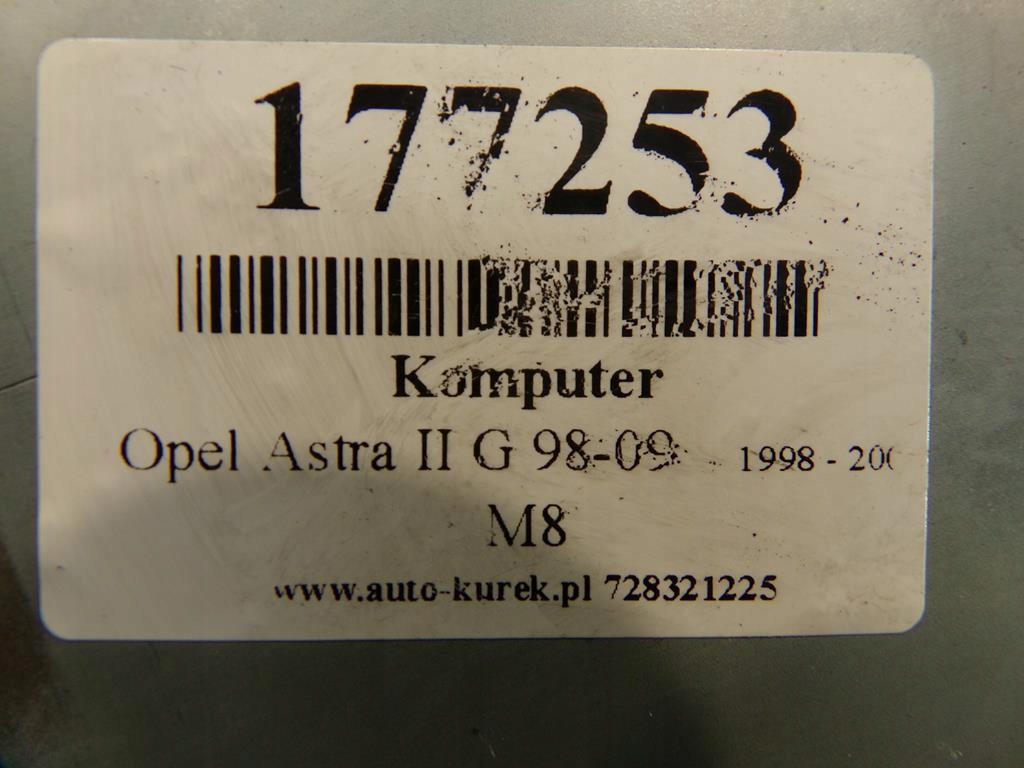 177253
Komputer
Opel Astra II G 98-09 - 1998 - 200
M8
www.auto-kurek.pl 728321225